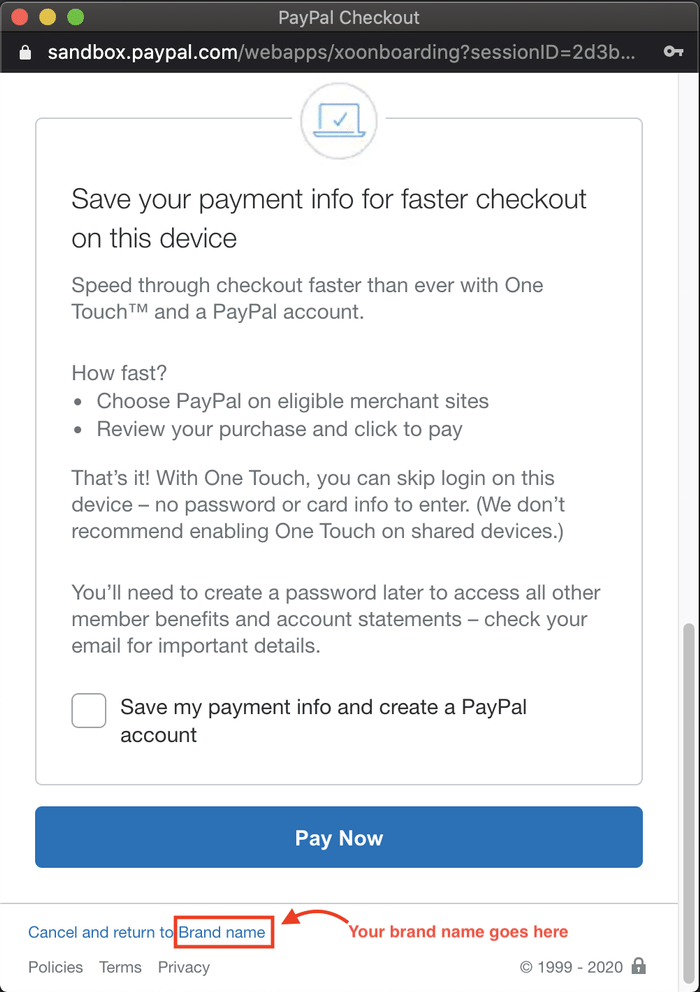 PayPal Checkout
sandbox.paypal.com/webapps/xoonboarding?sessionID=2d3b...
Save your payment info for faster checkout
on this device
Speed through checkout faster than ever with One
Touch™ and a PayPal account.
How fast?
• Choose PayPal on eligible merchant sites
• Review your purchase and click to pay
That’s it! With One Touch, you can skip login on this
device – no password or card info to enter. (We don’t
recommend enabling One Touch on shared devices.)
You’ll need to create a password later to access all other
member benefits and account statements – check your
email for important details.
Save my payment info and create a PayPal
account
Pay Now
Cancel and return to Brand name Your brand name goes here
Policies Terms Privacy © 1999 - 2020